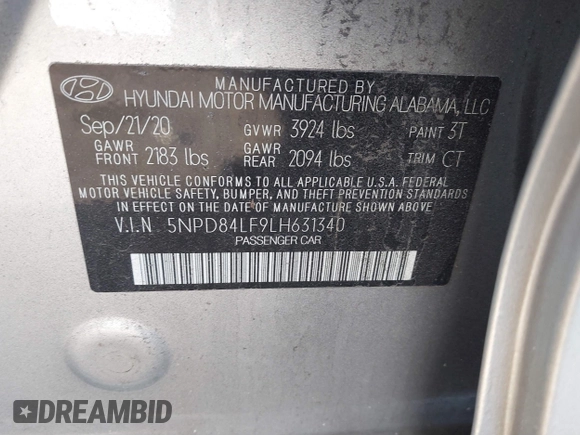 MANUFACTURED BY
HYUNDAI MOTOR MANUFACTURING ALABAMA, LLC
Sep/21/20 GVWR 3924 lbs PAINT 3T
GAWR FRONT 2183 lbs GAWR REAR 2094 lbs TRIM CT
THIS VEHICLE CONFORMS TO ALL APPLICABLE U.S.A. FEDERAL
MOTOR VEHICLE SAFETY, BUMPER, AND THEFT PREVENTION STANDARDS
IN EFFECT ON THE DATE OF MANUFACTURE SHOWN ABOVE.
V.I.N 5NPD84LF9LH631340
PASSENGER CAR
DREAMBID